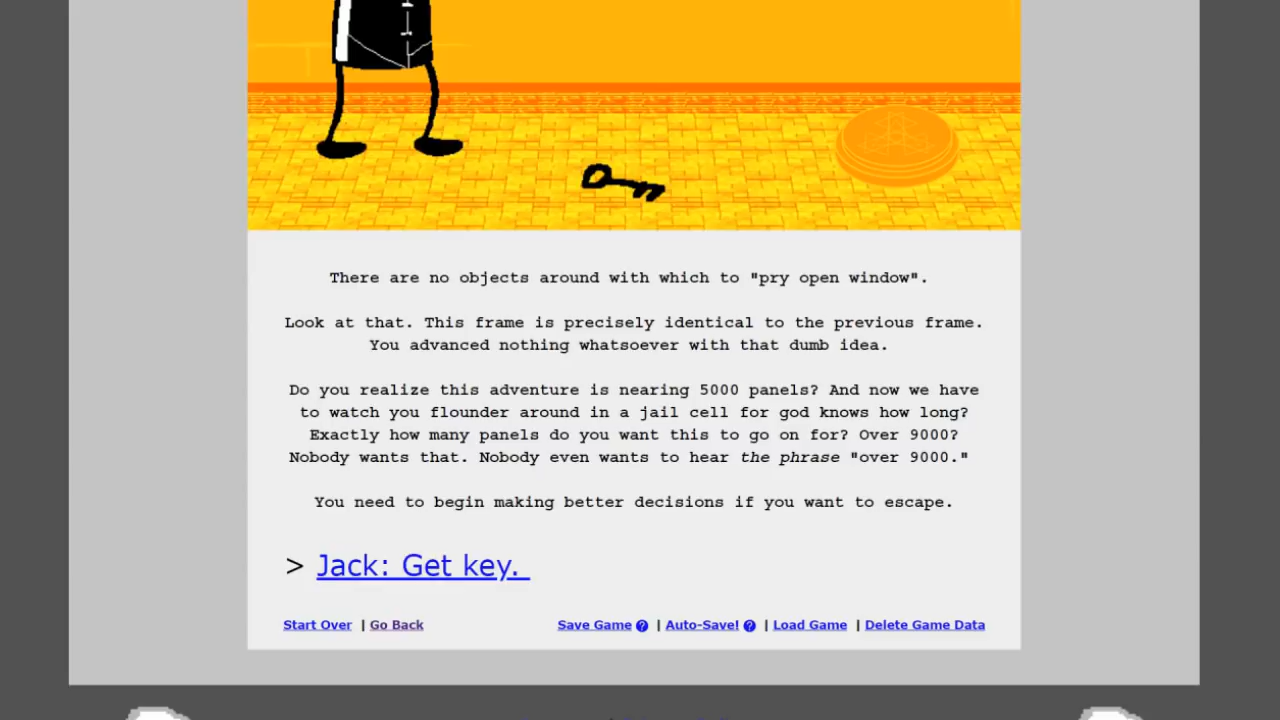 There are no objects around with which to "pry open window".
Look at that. This frame is precisely identical to the previous frame.
You advanced nothing whatsoever with that dumb idea.
Do you realize this adventure is nearing 5000 panels? And now we have
to watch you flounder around in a jail cell for god knows how long?
Exactly how many panels do you want this to go on for? Over 9000?
Nobody wants that. Nobody even wants to hear the phrase "over 9000."
You need to begin making better decisions if you want to escape.
> Jack: Get key.
Start Over | Go Back Save Game ? | Auto-Save! ? | Load Game | Delete Game Data